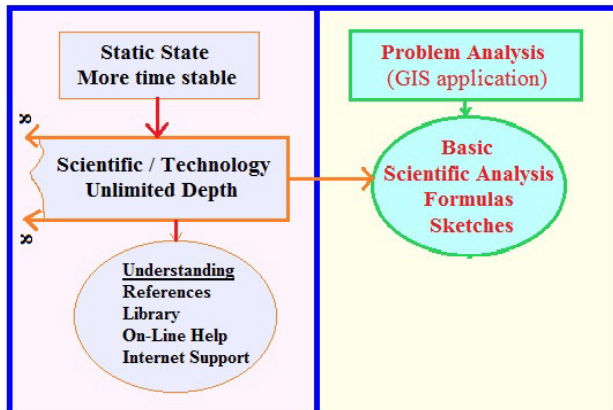 Static State
More time stable
∞
Scientific / Technology
Unlimited Depth
∞
Understanding
References
Library
On-Line Help
Internet Support
Problem Analysis
(GIS application)
Basic
Scientific Analysis
Formulas
Sketches